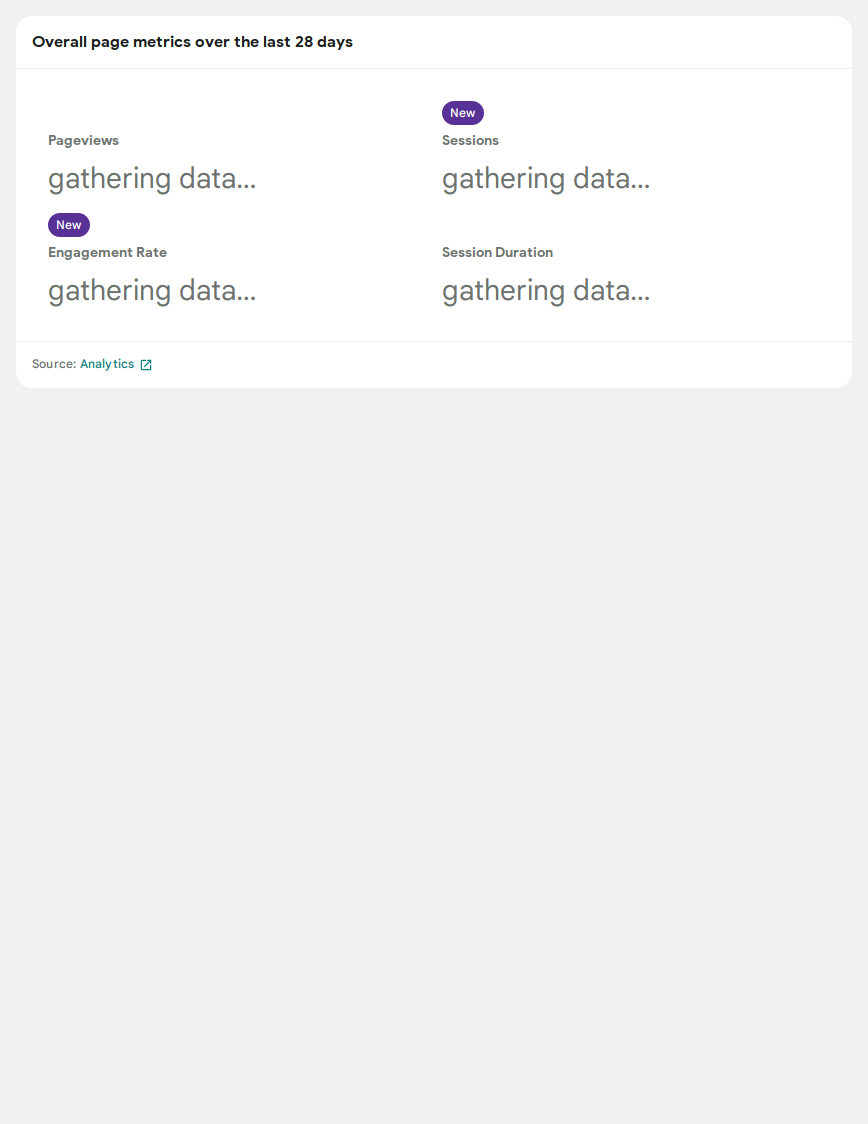 Overall page metrics over the last 28 days
New
Pageviews
Sessions
gathering data...
gathering data...
New
Engagement Rate
Session Duration
gathering data...
gathering data...
Source: Analytics